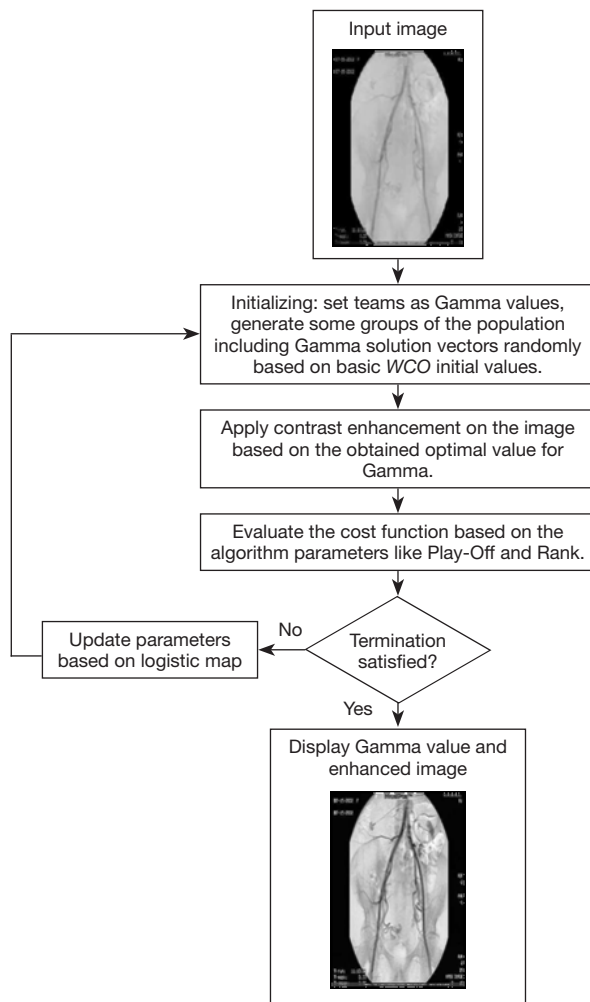 Input image
Initializing: set teams as Gamma values,
generate some groups of the population
including Gamma solution vectors randomly
based on basic WCO initial values.
Apply contrast enhancement on the image
based on the obtained optimal value for
Gamma.
Evaluate the cost function based on the
algorithm parameters like Play-Off and Rank.
Termination
satisfied?
No
Update parameters
based on logistic map
Yes
Display Gamma value and
enhanced image